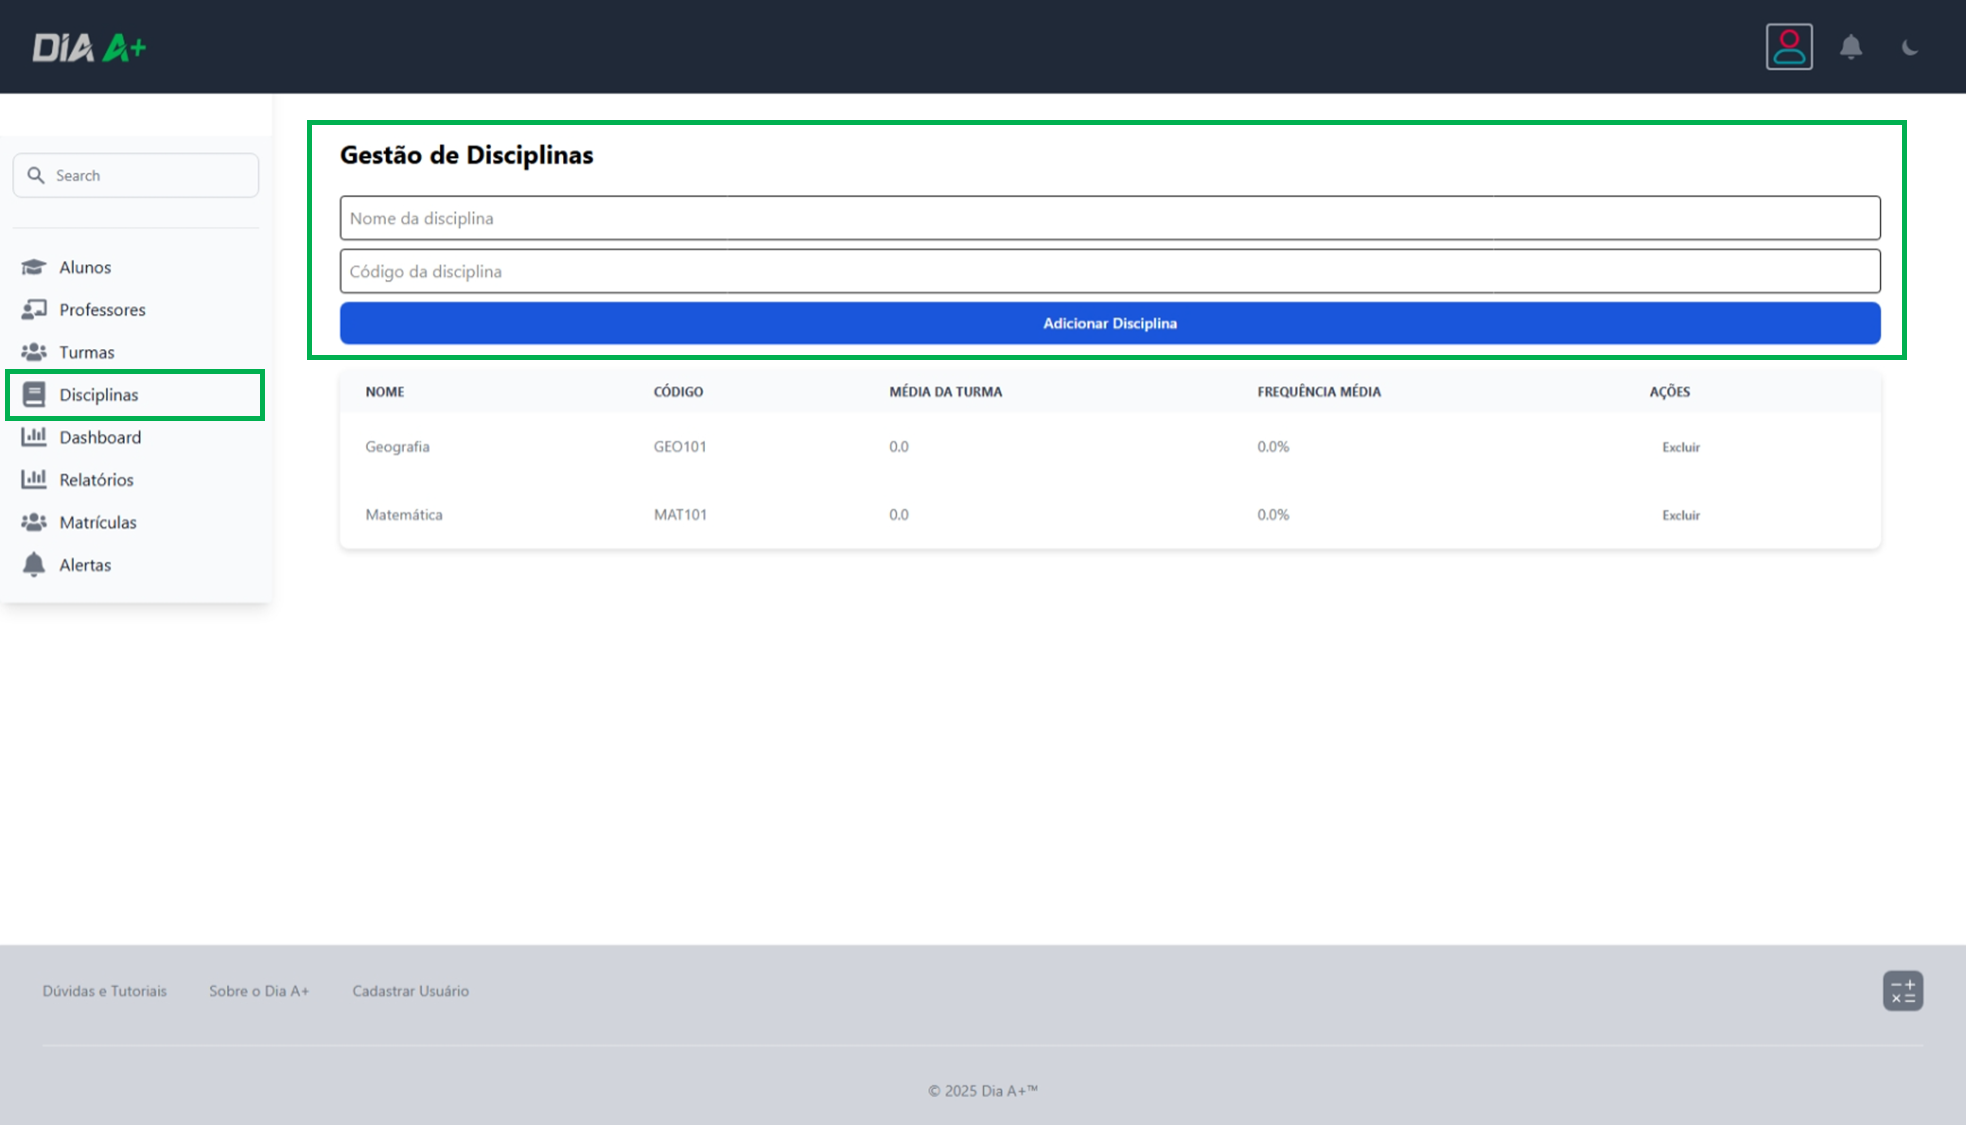 DIA A+
Search
Alunos
Professores
Turmas
Disciplinas
Dashboard
Relatórios
Matrículas
Alertas
Gestão de Disciplinas
Nome da disciplina
Código da disciplina
Adicionar Disciplina
NOME CÓDIGO MÉDIA DA TURMA FREQUÊNCIA MÉDIA AÇÕES
Geografia GEO101 0.0 0.0% Excluir
Matemática MAT101 0.0 0.0% Excluir
Dúvidas e Tutoriais Sobre o Dia A+ Cadastrar Usuário
© 2025 Dia A+™